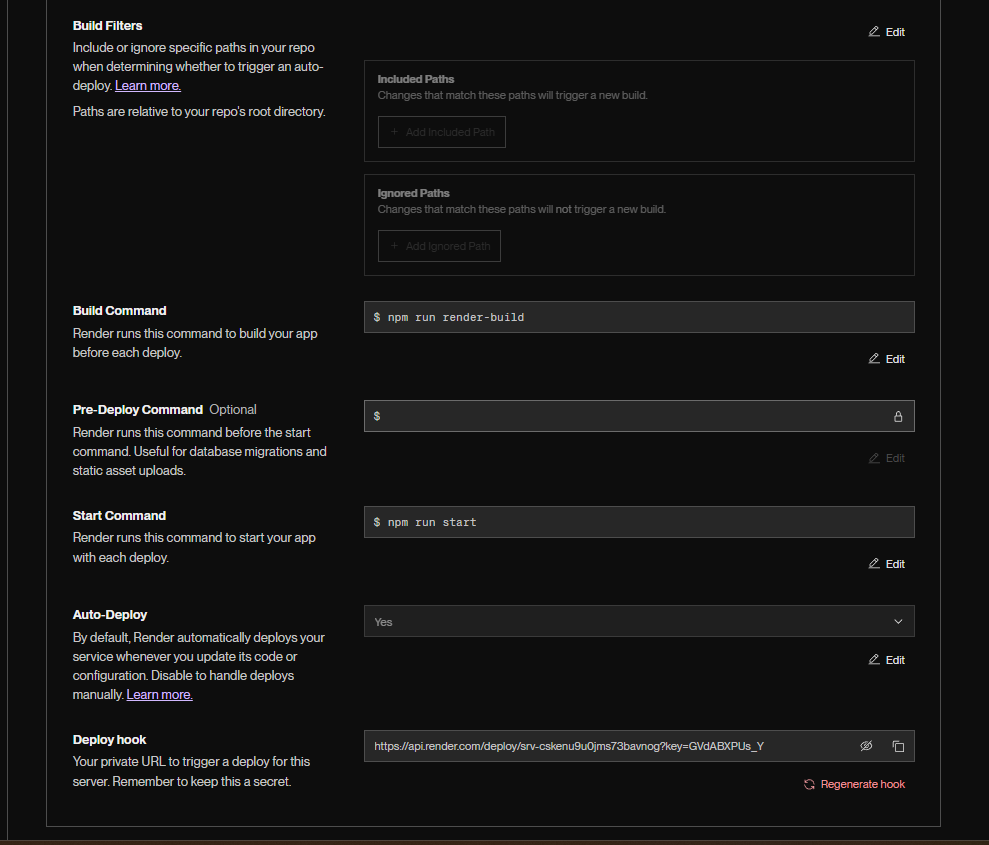 Build Filters
Include or ignore specific paths in your repo
when determining whether to trigger an auto-
deploy. Learn more.
Paths are relative to your repo's root directory.
Edit
Included Paths
Changes that match these paths will trigger a new build.
+ Add Included Path
Ignored Paths
Changes that match these paths will not trigger a new build.
+ Add Ignored Path
Build Command
Render runs this command to build your app
before each deploy.
$ npm run render-build
Edit
Pre-Deploy Command Optional
Render runs this command before the start
command. Useful for database migrations and
static asset uploads.
$
Edit
Start Command
Render runs this command to start your app
with each deploy.
$ npm run start
Edit
Auto-Deploy
By default, Render automatically deploys your
service whenever you update its code or
configuration. Disable to handle deploys
manually. Learn more.
Yes
Edit
Deploy hook
Your private URL to trigger a deploy for this
server. Remember to keep this a secret.
https://api.render.com/deploy/srv-cskenu9u0jms73bavnog?key=GVdABXPUs_Y
Regenerate hook